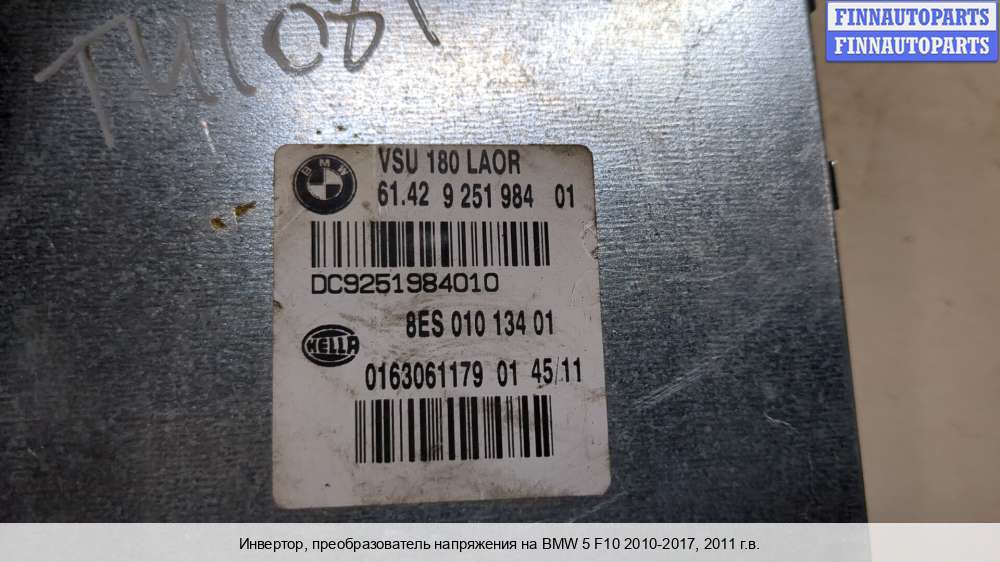 FINNAUTOPARTS
FINNAUTOPARTS
BMW
VSU 180 LAOR
61.42 9 251 984 01
DC9251984010
8ES 010 134 01
HELLA
0163061179 01 45/11
Инвертор, преобразователь напряжения на BMW 5 F10 2010-2017, 2011 г.в.